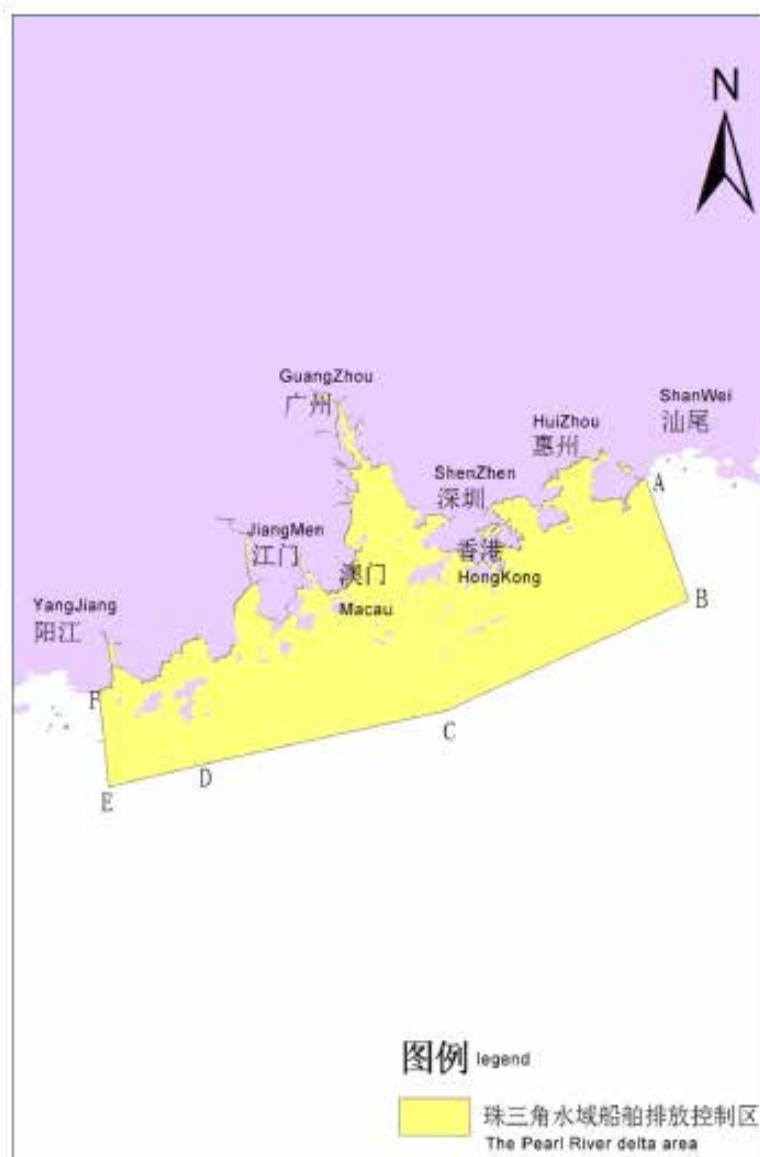 N
GuangZhou
广州
ShanWei
汕尾
HuiZhou
惠州
ShenZhen
深圳
A
JiangMen
江门
香港
HongKong
澳门
Macau
B
YangJiang
阳江
F
C
D
E
图例 legend
珠三角水域船舶排放控制区
The Pearl River delta area